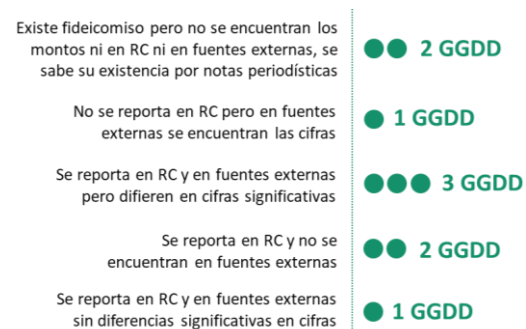 Existe fideicomiso pero no se encuentran los
montos ni en RC ni en fuentes externas, se
sabe su existencia por notas periodísticas
2 GGDD
No se reporta en RC pero en fuentes
externas se encuentran las cifras
1 GGDD
Se reporta en RC y en fuentes externas
pero difieren en cifras significativas
3 GGDD
Se reporta en RC y no se
encuentran en fuentes externas
2 GGDD
Se reporta en RC y en fuentes externas
sin diferencias significativas en cifras
1 GGDD